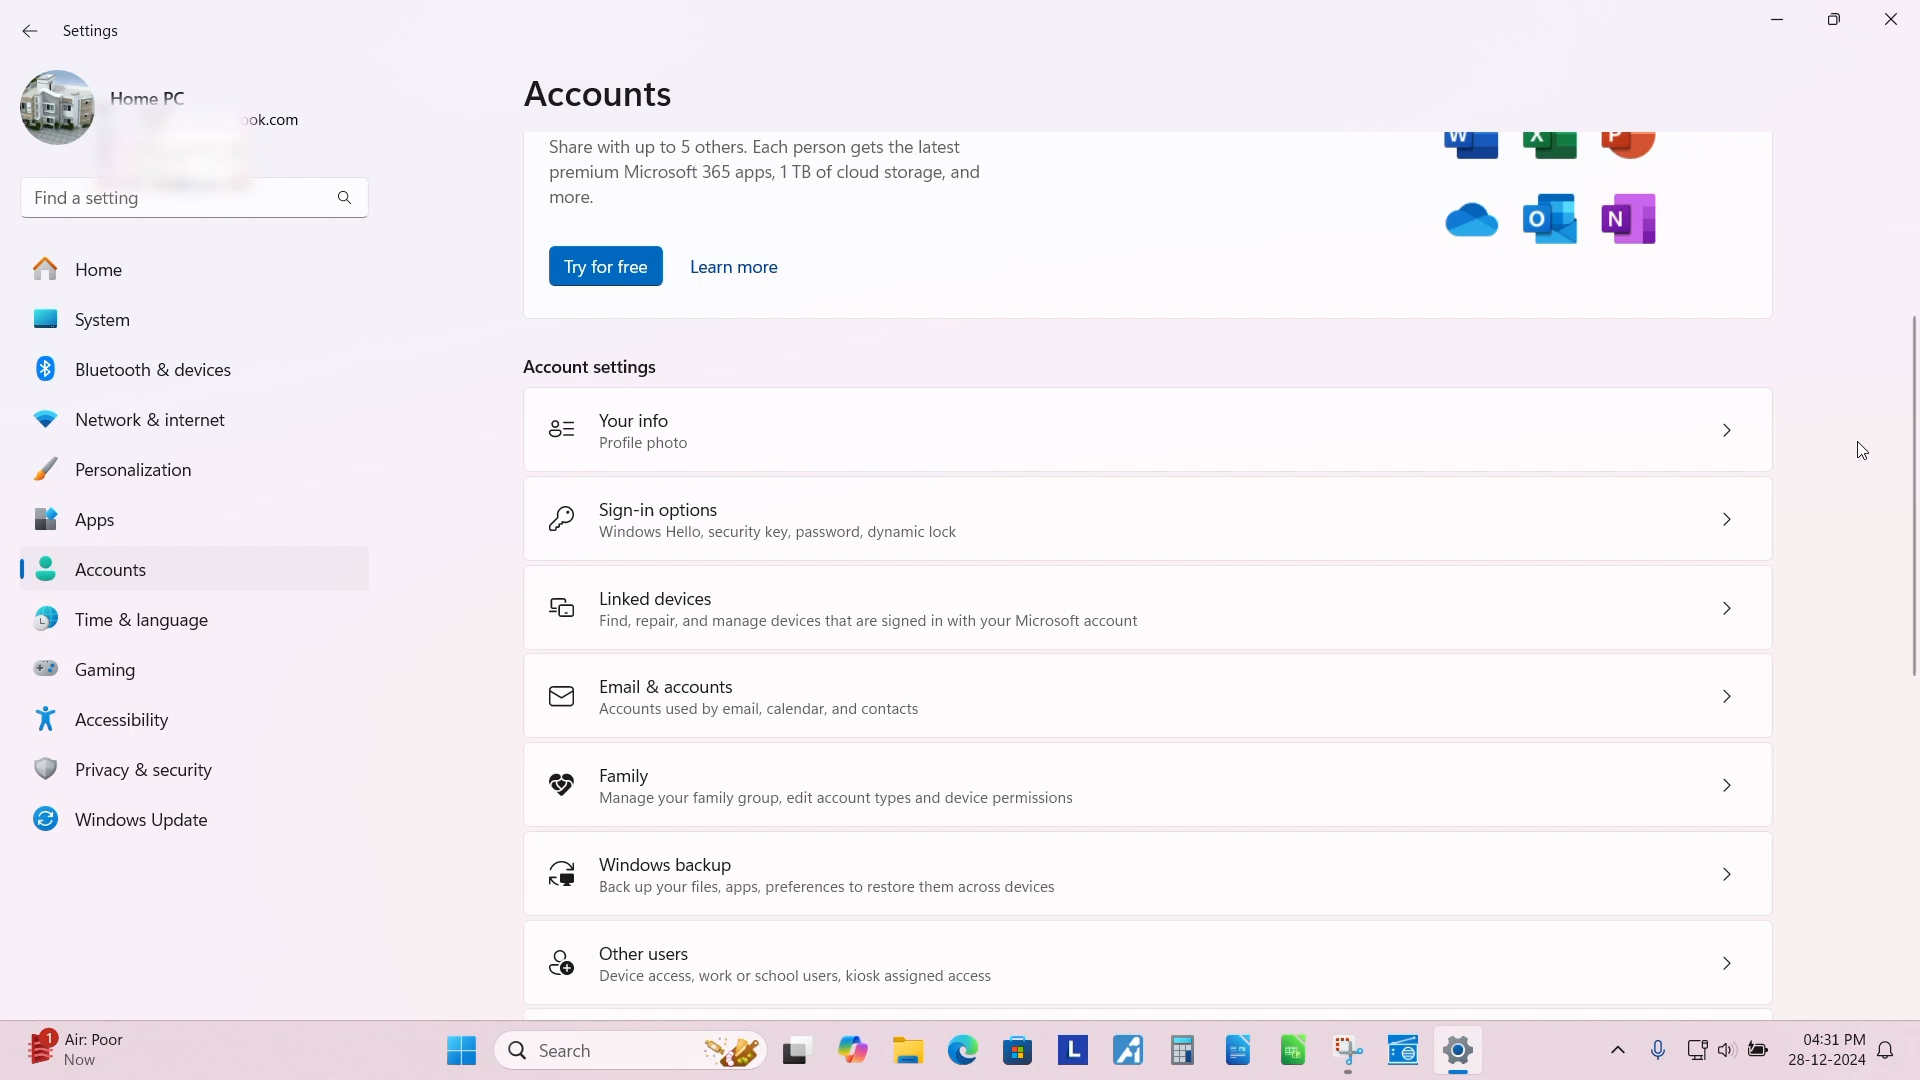 Settings
Home PC
ook.com
Find a setting
Home
System
Bluetooth & devices
Network & internet
Personalization
Apps
Accounts
Time & language
Gaming
Accessibility
Privacy & security
Windows Update
Accounts
Share with up to 5 others. Each person gets the latest
premium Microsoft 365 apps, 1 TB of cloud storage, and
more.
Try for free
Learn more
W X P
O N
Account settings
Your info
Profile photo
Sign-in options
Windows Hello, security key, password, dynamic lock
Linked devices
Find, repair, and manage devices that are signed in with your Microsoft account
Email & accounts
Accounts used by email, calendar, and contacts
Family
Manage your family group, edit account types and device permissions
Windows backup
Back up your files, apps, preferences to restore them across devices
Other users
Device access, work or school users, kiosk assigned access
1
Air: Poor
Now
Search
L
04:31 PM
28-12-2024